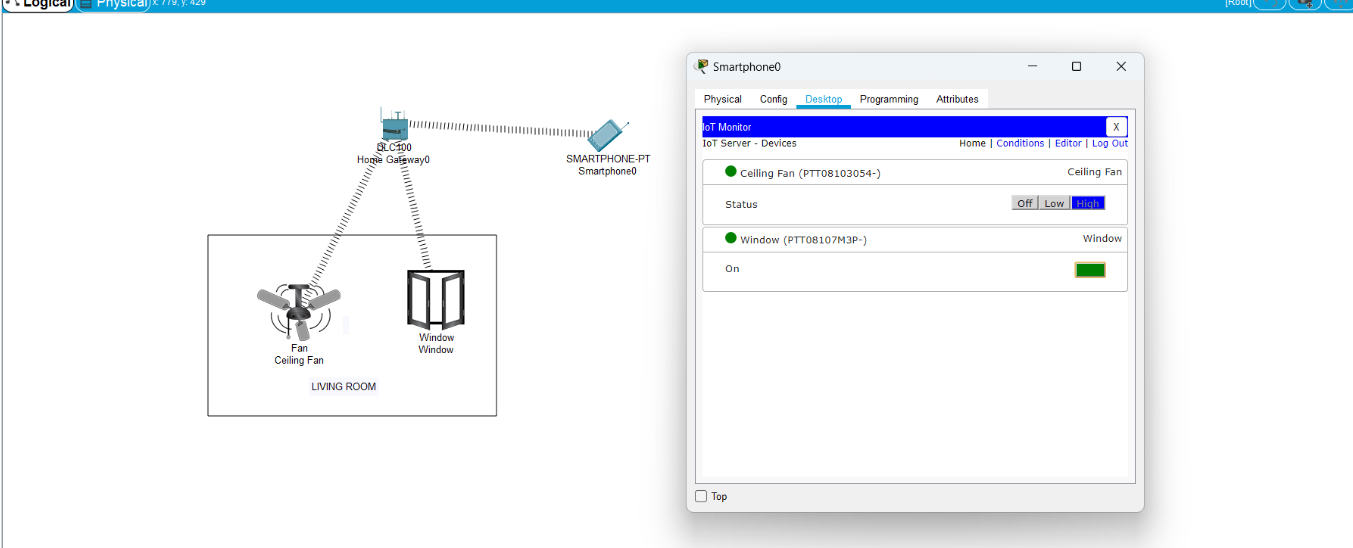 Logical Physical x: 779, y: 429 [Root]
DLC100
Home Gateway0
SMARTPHONE-PT
Smartphone0
Fan
Ceiling Fan
Window
Window
LIVING ROOM
Smartphone0
Physical Config Desktop Programming Attributes
IoT Monitor X
IoT Server - Devices Home | Conditions | Editor | Log Out
Ceiling Fan (PTT08103054-) Ceiling Fan
Status Off Low High
Window (PTT08107M3P-) Window
On
Top